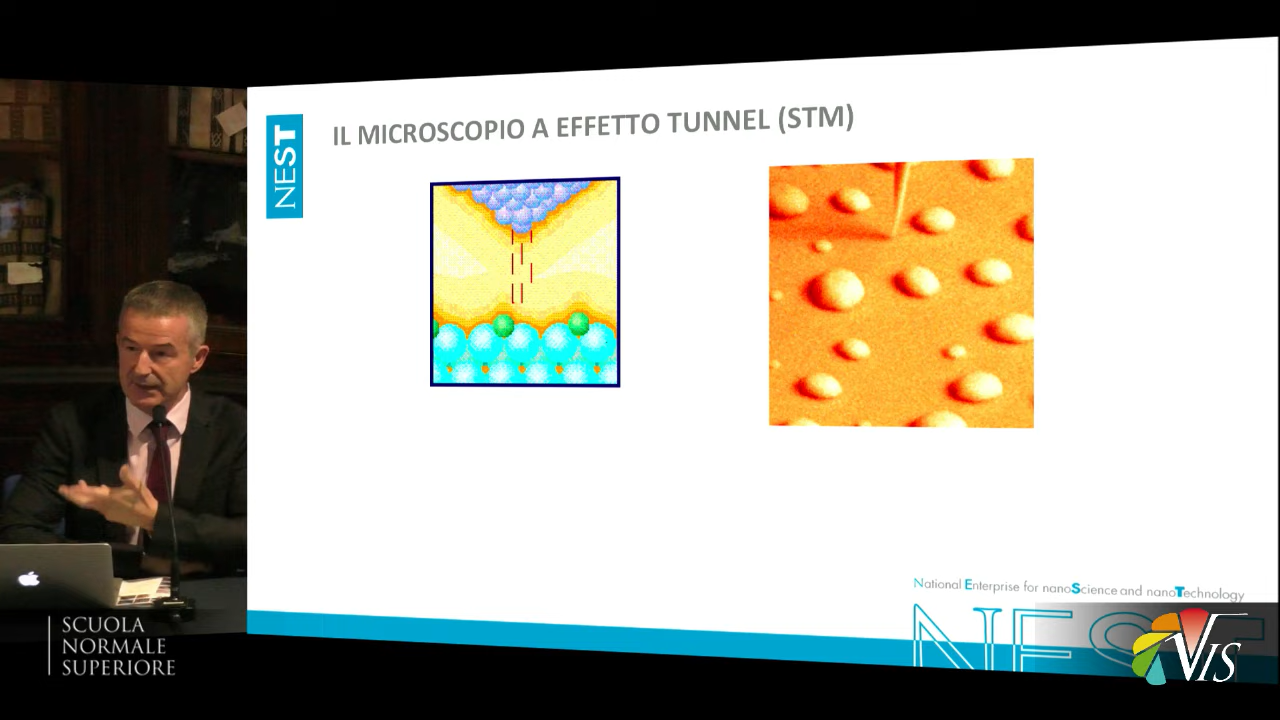 NEST
IL MICROSCOPIO A EFFETTO TUNNEL (STM)
National Enterprise for nanoScience and nanoTechnology
NEST
SCUOLA
NORMALE
SUPERIORE
VIS